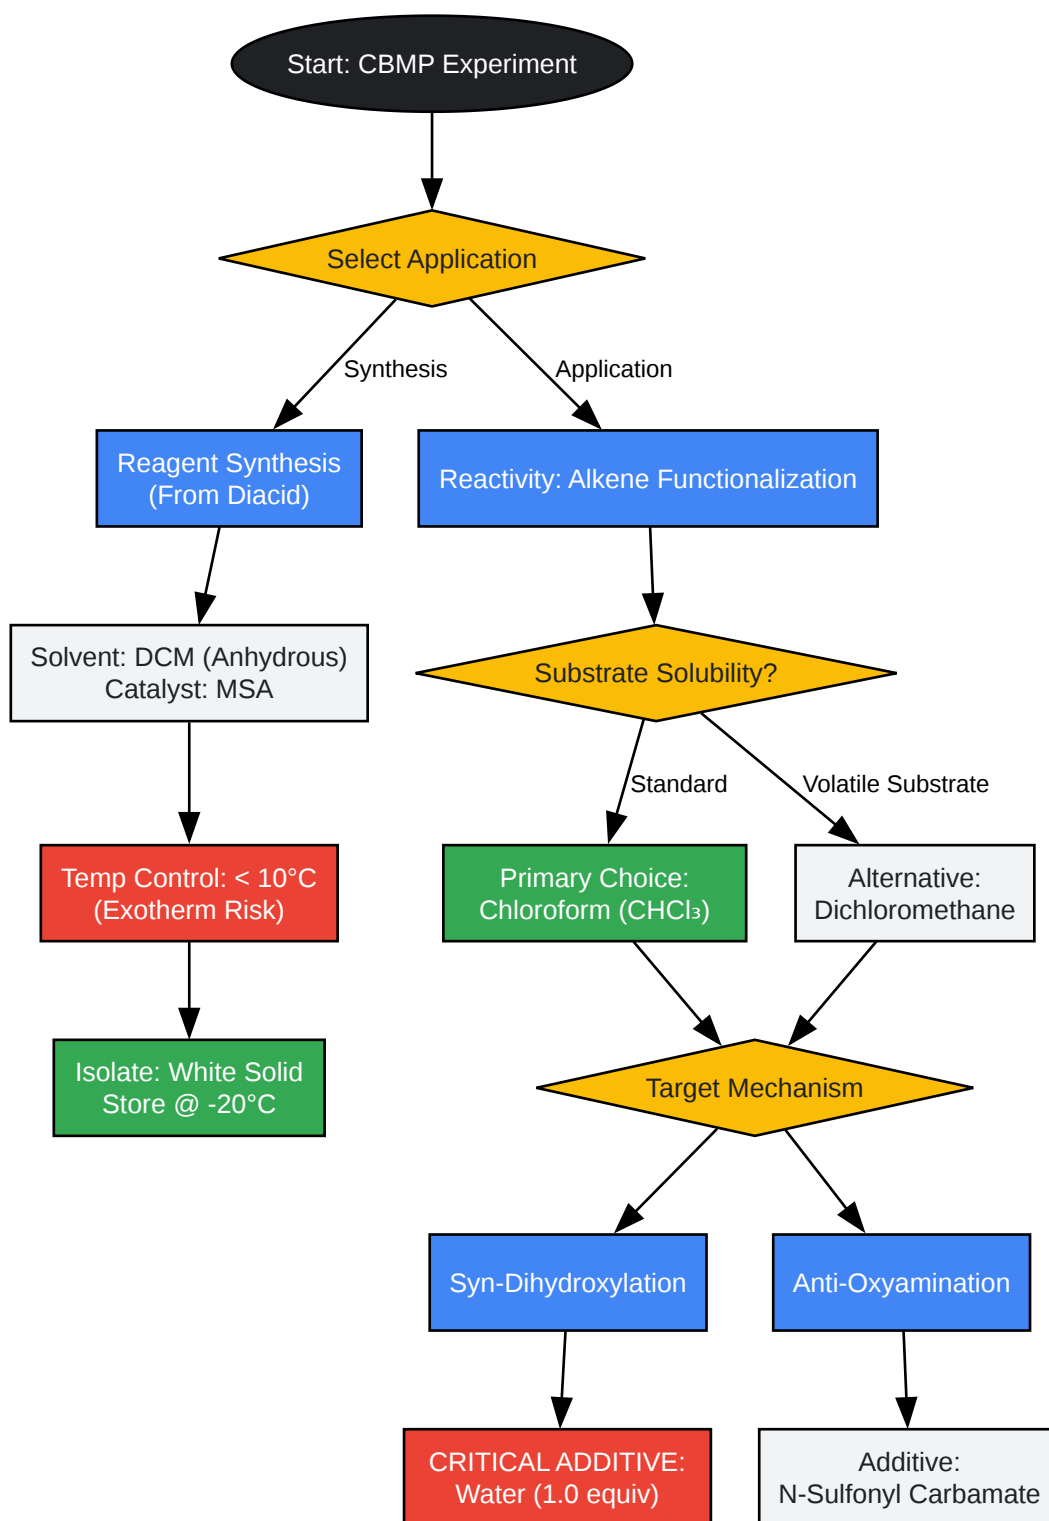 Start: CBMP Experiment
Select Application
Synthesis
Application
Reagent Synthesis
(From Diacid)
Reactivity: Alkene Functionalization
Solvent: DCM (Anhydrous)
Catalyst: MSA
Substrate Solubility?
Standard
Volatile Substrate
Temp Control: < 10°C
(Exotherm Risk)
Primary Choice:
Chloroform (CHCl₃)
Alternative:
Dichloromethane
Isolate: White Solid
Store @ -20°C
Target Mechanism
Syn-Dihydroxylation
Anti-Oxyamination
CRITICAL ADDITIVE:
Water (1.0 equiv)
Additive:
N-Sulfonyl Carbamate